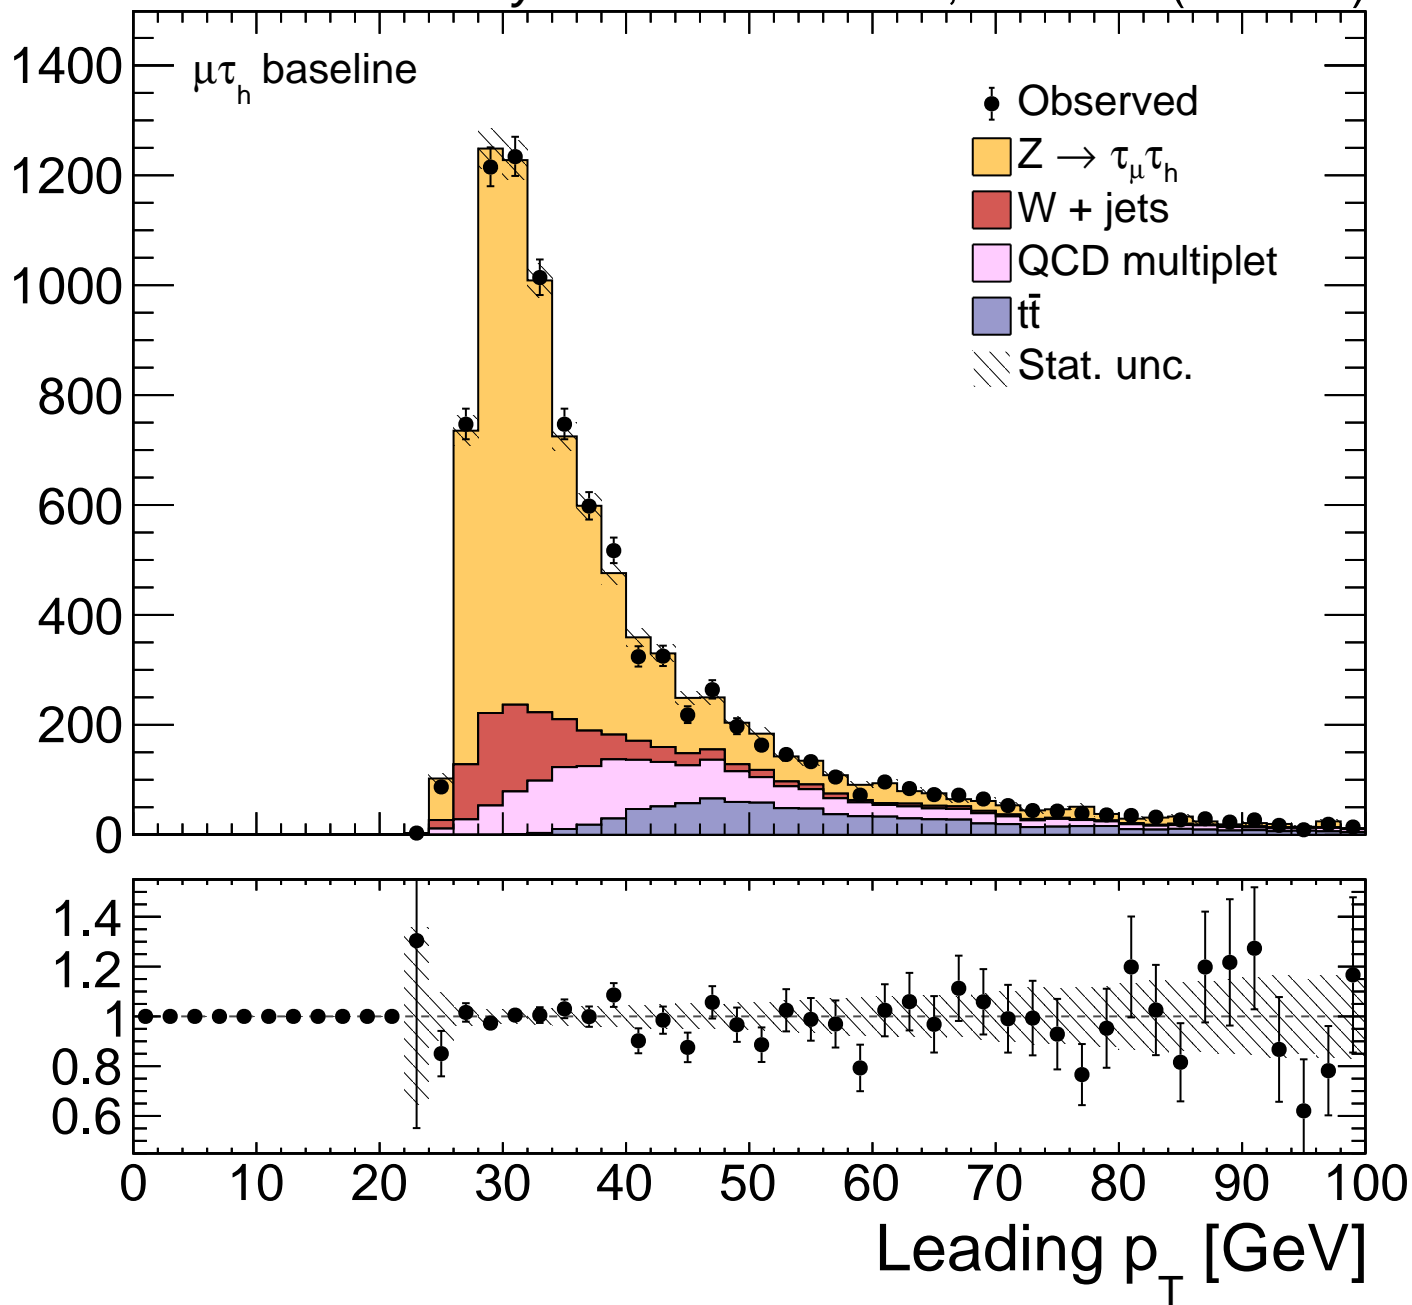 1400
1200
1000
800
600
400
200
0
μτh baseline
Observed
Z → τμτh
W + jets
QCD multiplet
tt̄
Stat. unc.
1.4
1.2
1
0.8
0.6
0 10 20 30 40 50 60 70 80 90 100
Leading pT [GeV]